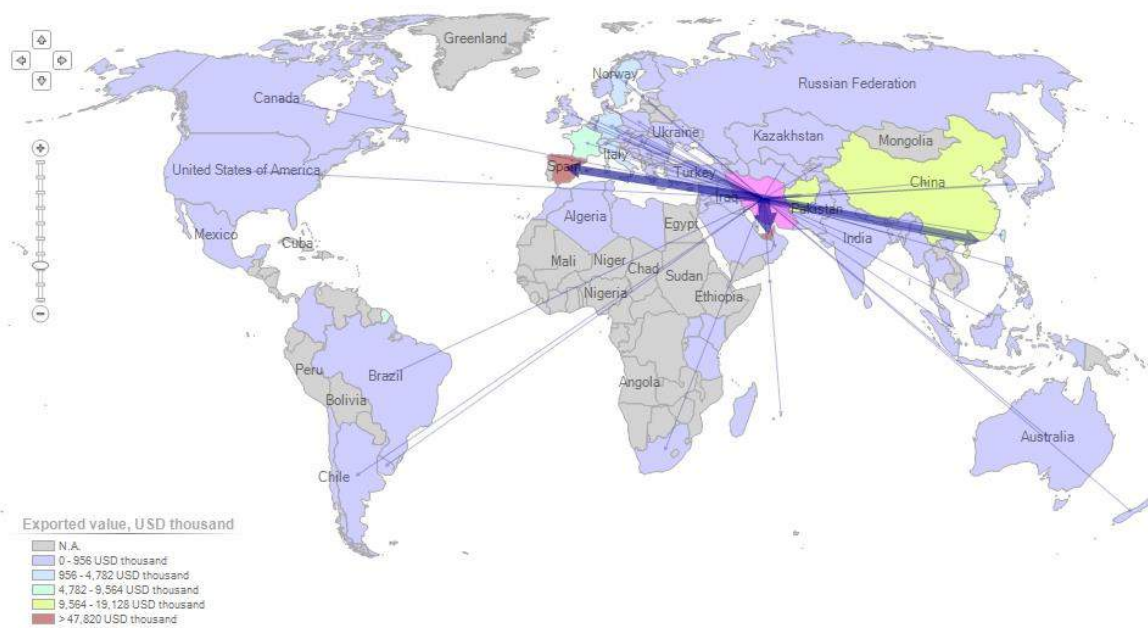 Greenland
Norway
Russian Federation
Canada
Ukraine
Kazakhstan
Mongolia
Italy
Spain
Turkey
United States of America
China
Iraq
Pakistan
Algeria
Egypt
Mexico
India
Cuba
Mali
Niger
Chad
Sudan
Nigeria
Ethiopia
Peru
Brazil
Angola
Bolivia
Australia
Chile
Exported value, USD thousand
N.A.
0 - 956 USD thousand
956 - 4,782 USD thousand
4,782 - 9,564 USD thousand
9,564 - 19,128 USD thousand
> 47,820 USD thousand